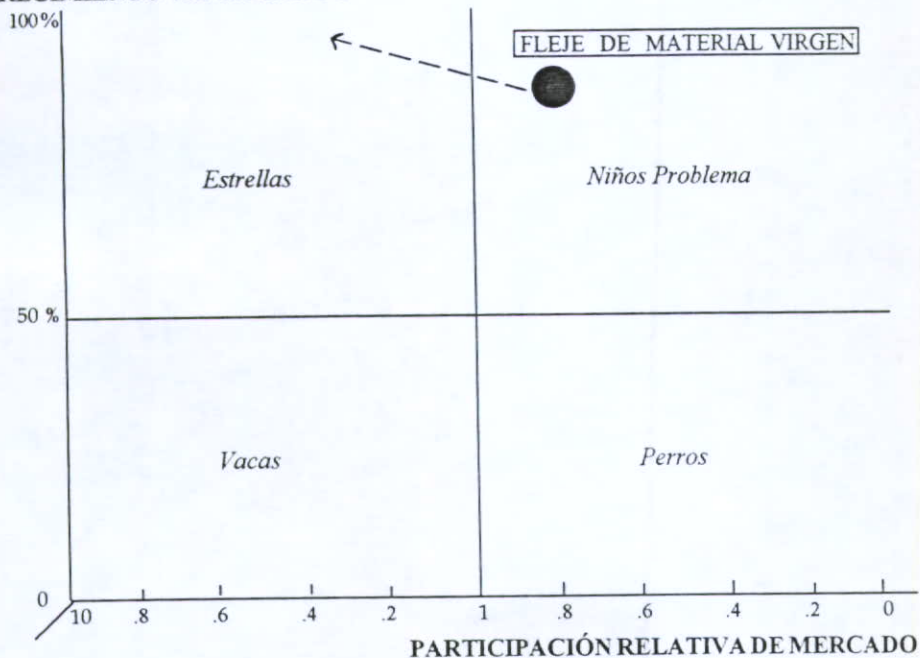 100%
FLEJE DE MATERIAL VIRGEN
Estrellas
Niños Problema
50 %
Vacas
Perros
0
10 .8 .6 .4 .2 1 .8 .6 .4 .2 0
PARTICIPACIÓN RELATIVA DE MERCADO